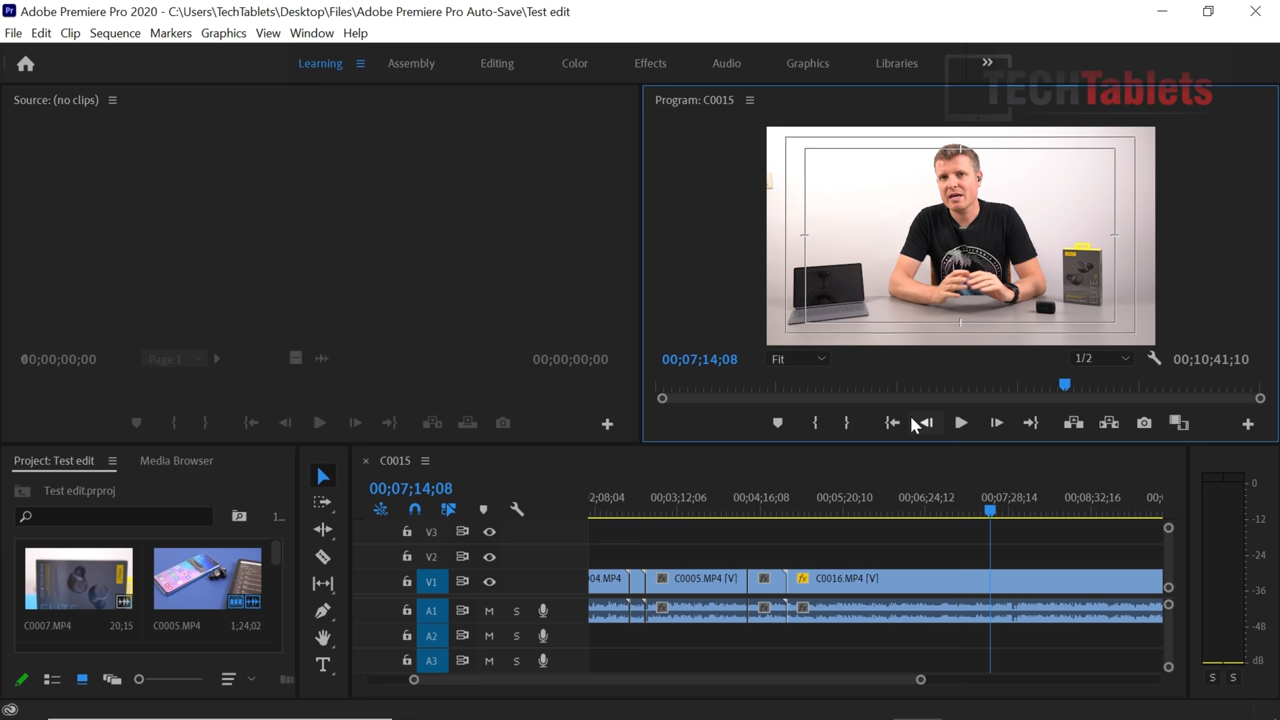 Adobe Premiere Pro 2020 - C:\Users\TechTablets\Desktop\Files\Adobe Premiere Pro Auto-Save\Test edit
File Edit Clip Sequence Markers Graphics View Window Help
Learning Assembly Editing Color Effects Audio Graphics Libraries
TECHTablets
Source: (no clips)
Program: C0015
00;00;00;00 Page 1 00;00;00;00
00;07;14;08 Fit 1/2 00;10;41;10
Project: Test edit Media Browser
Test edit.prproj
1...
C0007.MP4 20;15
C0005.MP4 1;24;02
C0015
00;07;14;08
2;08;04 00;03;12;06 00;04;16;08 00;05;20;10 00;06;24;12 00;07;28;14 00;08;32;16 00;
V3
V2
V1 04.MP4 C0005.MP4 [V] C0016.MP4 [V]
A1 M S
A2 M S
A3 M S
0
-12
-24
-36
-48
dB
S S